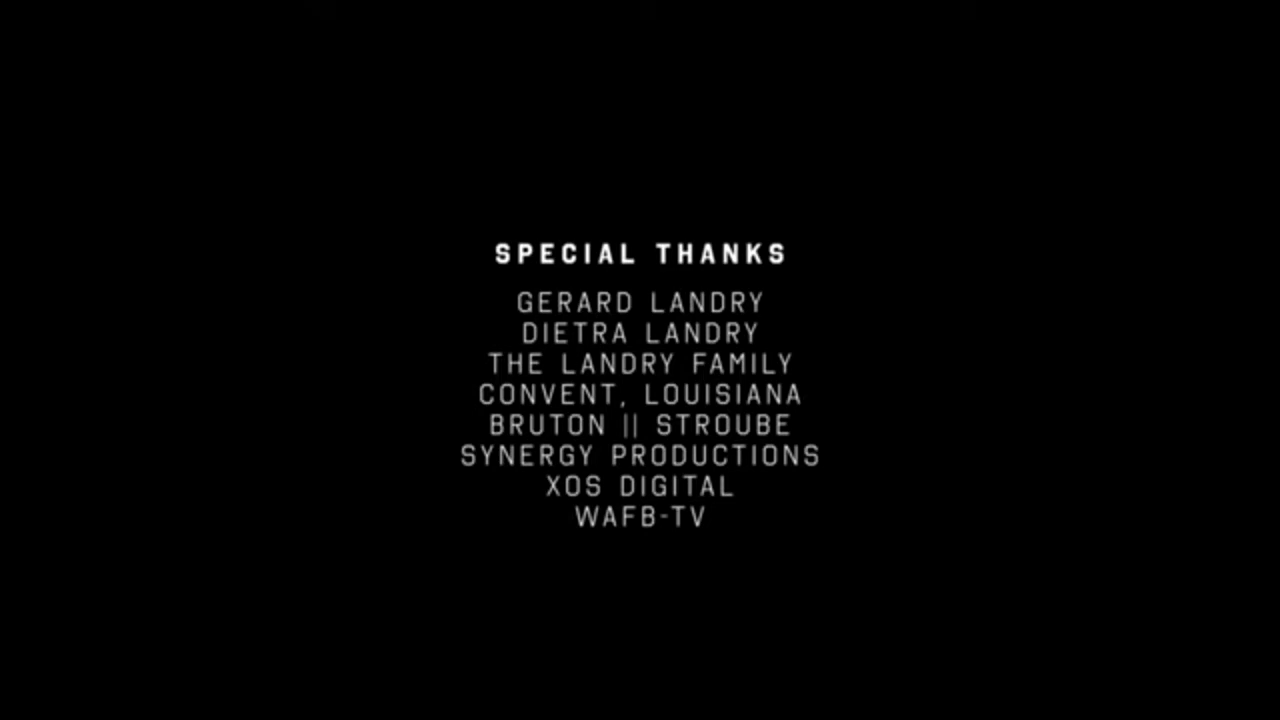 SPECIAL THANKS
GERARD LANDRY
DIETRA LANDRY
THE LANDRY FAMILY
CONVENT, LOUISIANA
BRUTON || STROUBE
SYNERGY PRODUCTIONS
XOS DIGITAL
WAFB-TV